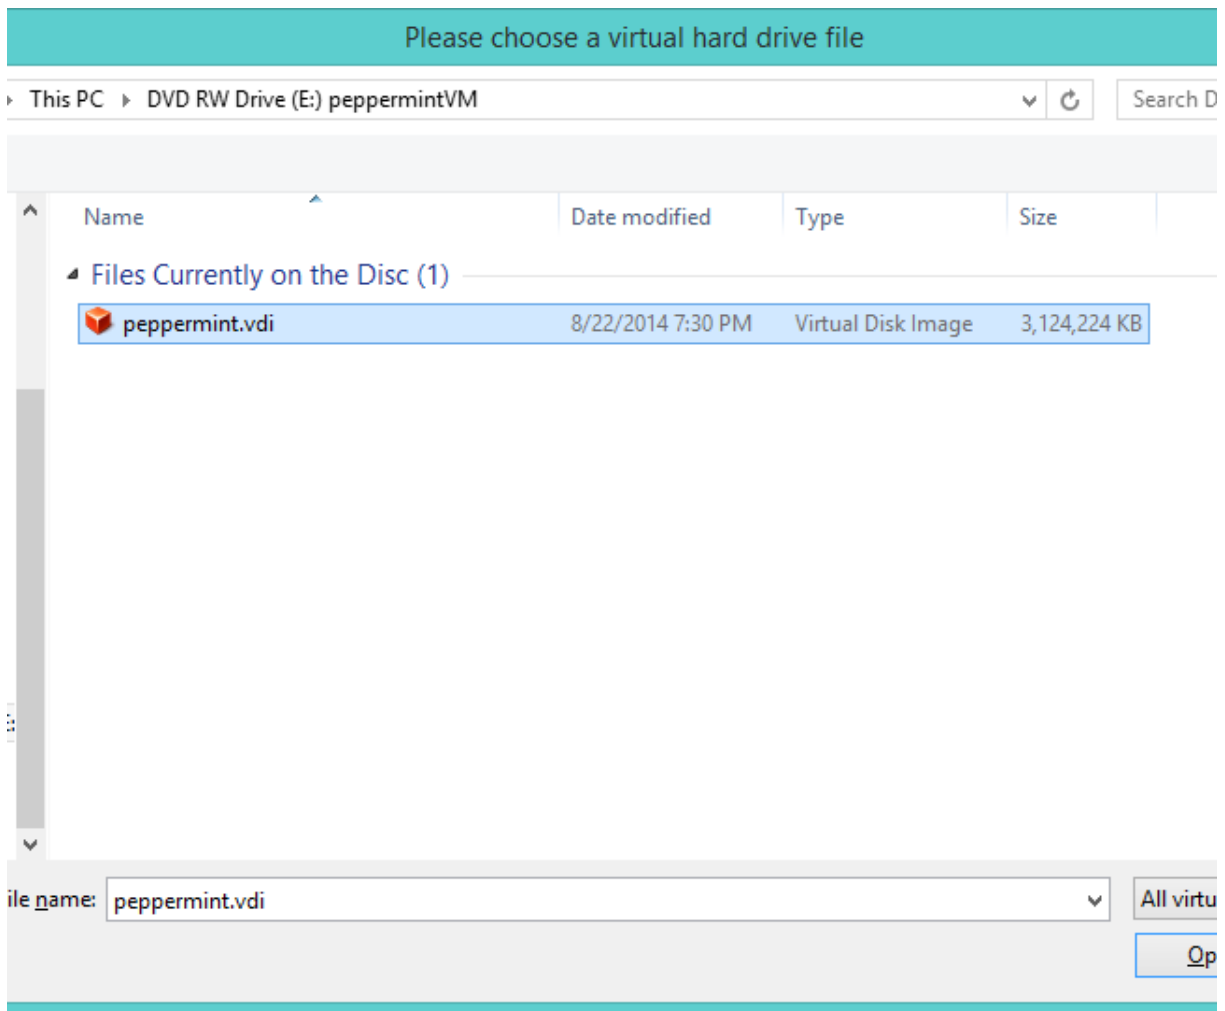 Please choose a virtual hard drive file
This PC DVD RW Drive (E:) peppermintVM Search D
Name Date modified Type Size
Files Currently on the Disc (1)
peppermint.vdi 8/22/2014 7:30 PM Virtual Disk Image 3,124,224 KB
ile name: peppermint.vdi All virtu
Op